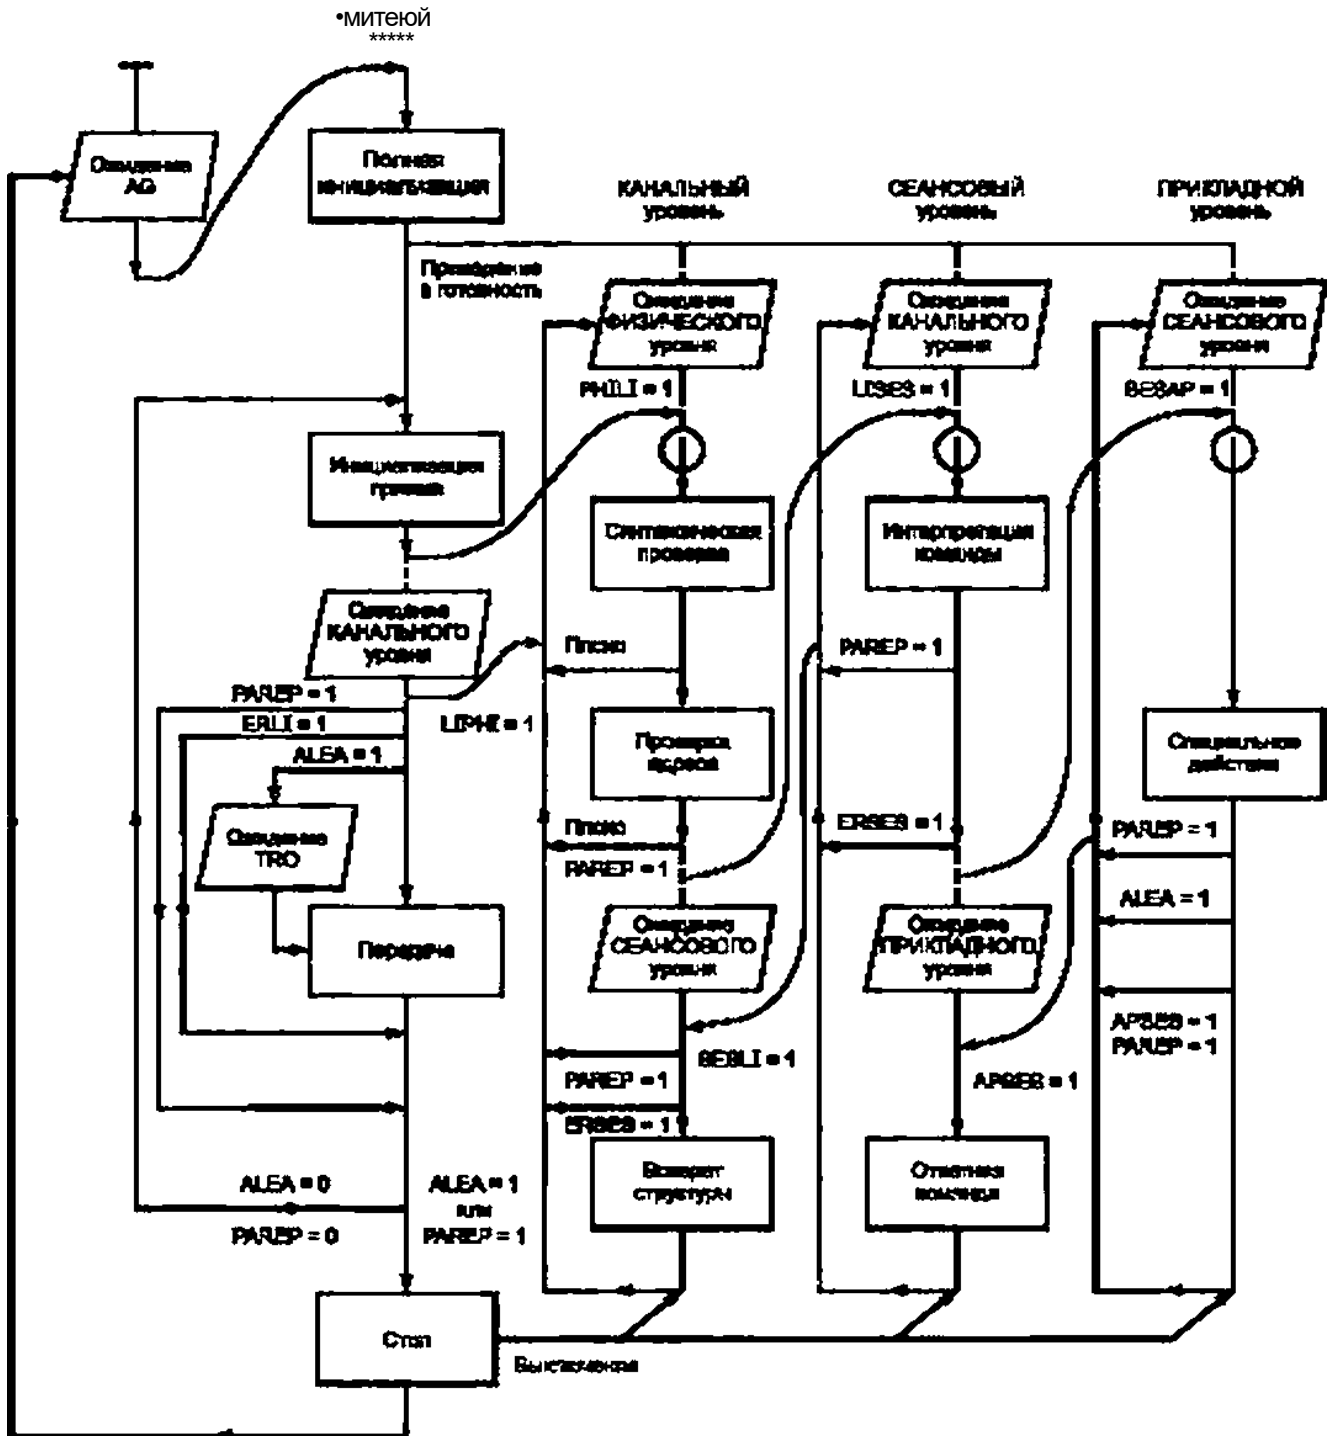 •митеюй
*****
Ожидание
AG
Полная
инициализация
КАНАЛЬНЫЙ
уровень
СЕАНСОВЫЙ
уровень
ПРИКЛАДНОЙ
уровень
Приведение
в готовность
Ожидание
ФИЗИЧЕСКОГО
уровня
Ожидание
КАНАЛЬНОГО
уровня
Ожидание
СЕАНСОВОГО
уровня
PHILI = 1
LISES = 1
SESAP = 1
Инициализация
приема
Синтаксическая
проверка
Интерпретация
команды
Ожидание
КАНАЛЬНОГО
уровня
Плохо
PAREP = 1
PAREP = 1
ERLI = 1
LIPHI = 1
ALEA = 1
Проверка
адреса
Специальное
действие
Ожидание
TRO
Плохо
PAREP = 1
ERSES = 1
PAREP = 1
ALEA = 1
Передача
Ожидание
СЕАНСОВОГО
уровня
Ожидание
ПРИКЛАДНОГО
уровня
APSES = 1
PAREP = 1
SESLI = 1
PAREP = 1
APSES = 1
ERSES = 1
Возврат
структуры
Ответная
команда
ALEA = 0
PAREP = 0
ALEA = 1
или
PAREP = 1
Стоп
Выключение